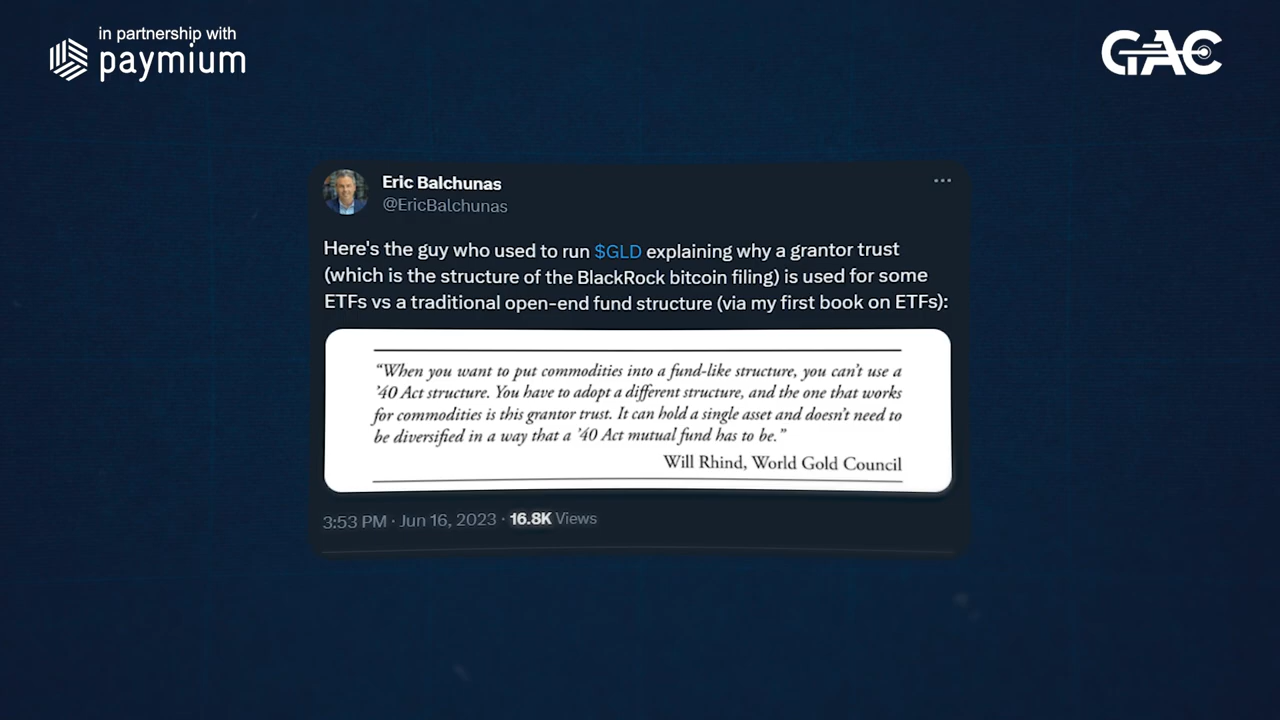 in partnership with
paymium
GAC
Eric Balchunas
@EricBalchunas
Here's the guy who used to run $GLD explaining why a grantor trust
(which is the structure of the BlackRock bitcoin filing) is used for some
ETFs vs a traditional open-end fund structure (via my first book on ETFs):
“When you want to put commodities into a fund-like structure, you can’t use a
’40 Act structure. You have to adopt a different structure, and the one that works
for commodities is this grantor trust. It can hold a single asset and doesn’t need to
be diversified in a way that a ’40 Act mutual fund has to be.”
Will Rhind, World Gold Council
3:53 PM · Jun 16, 2023 · 16.8K Views